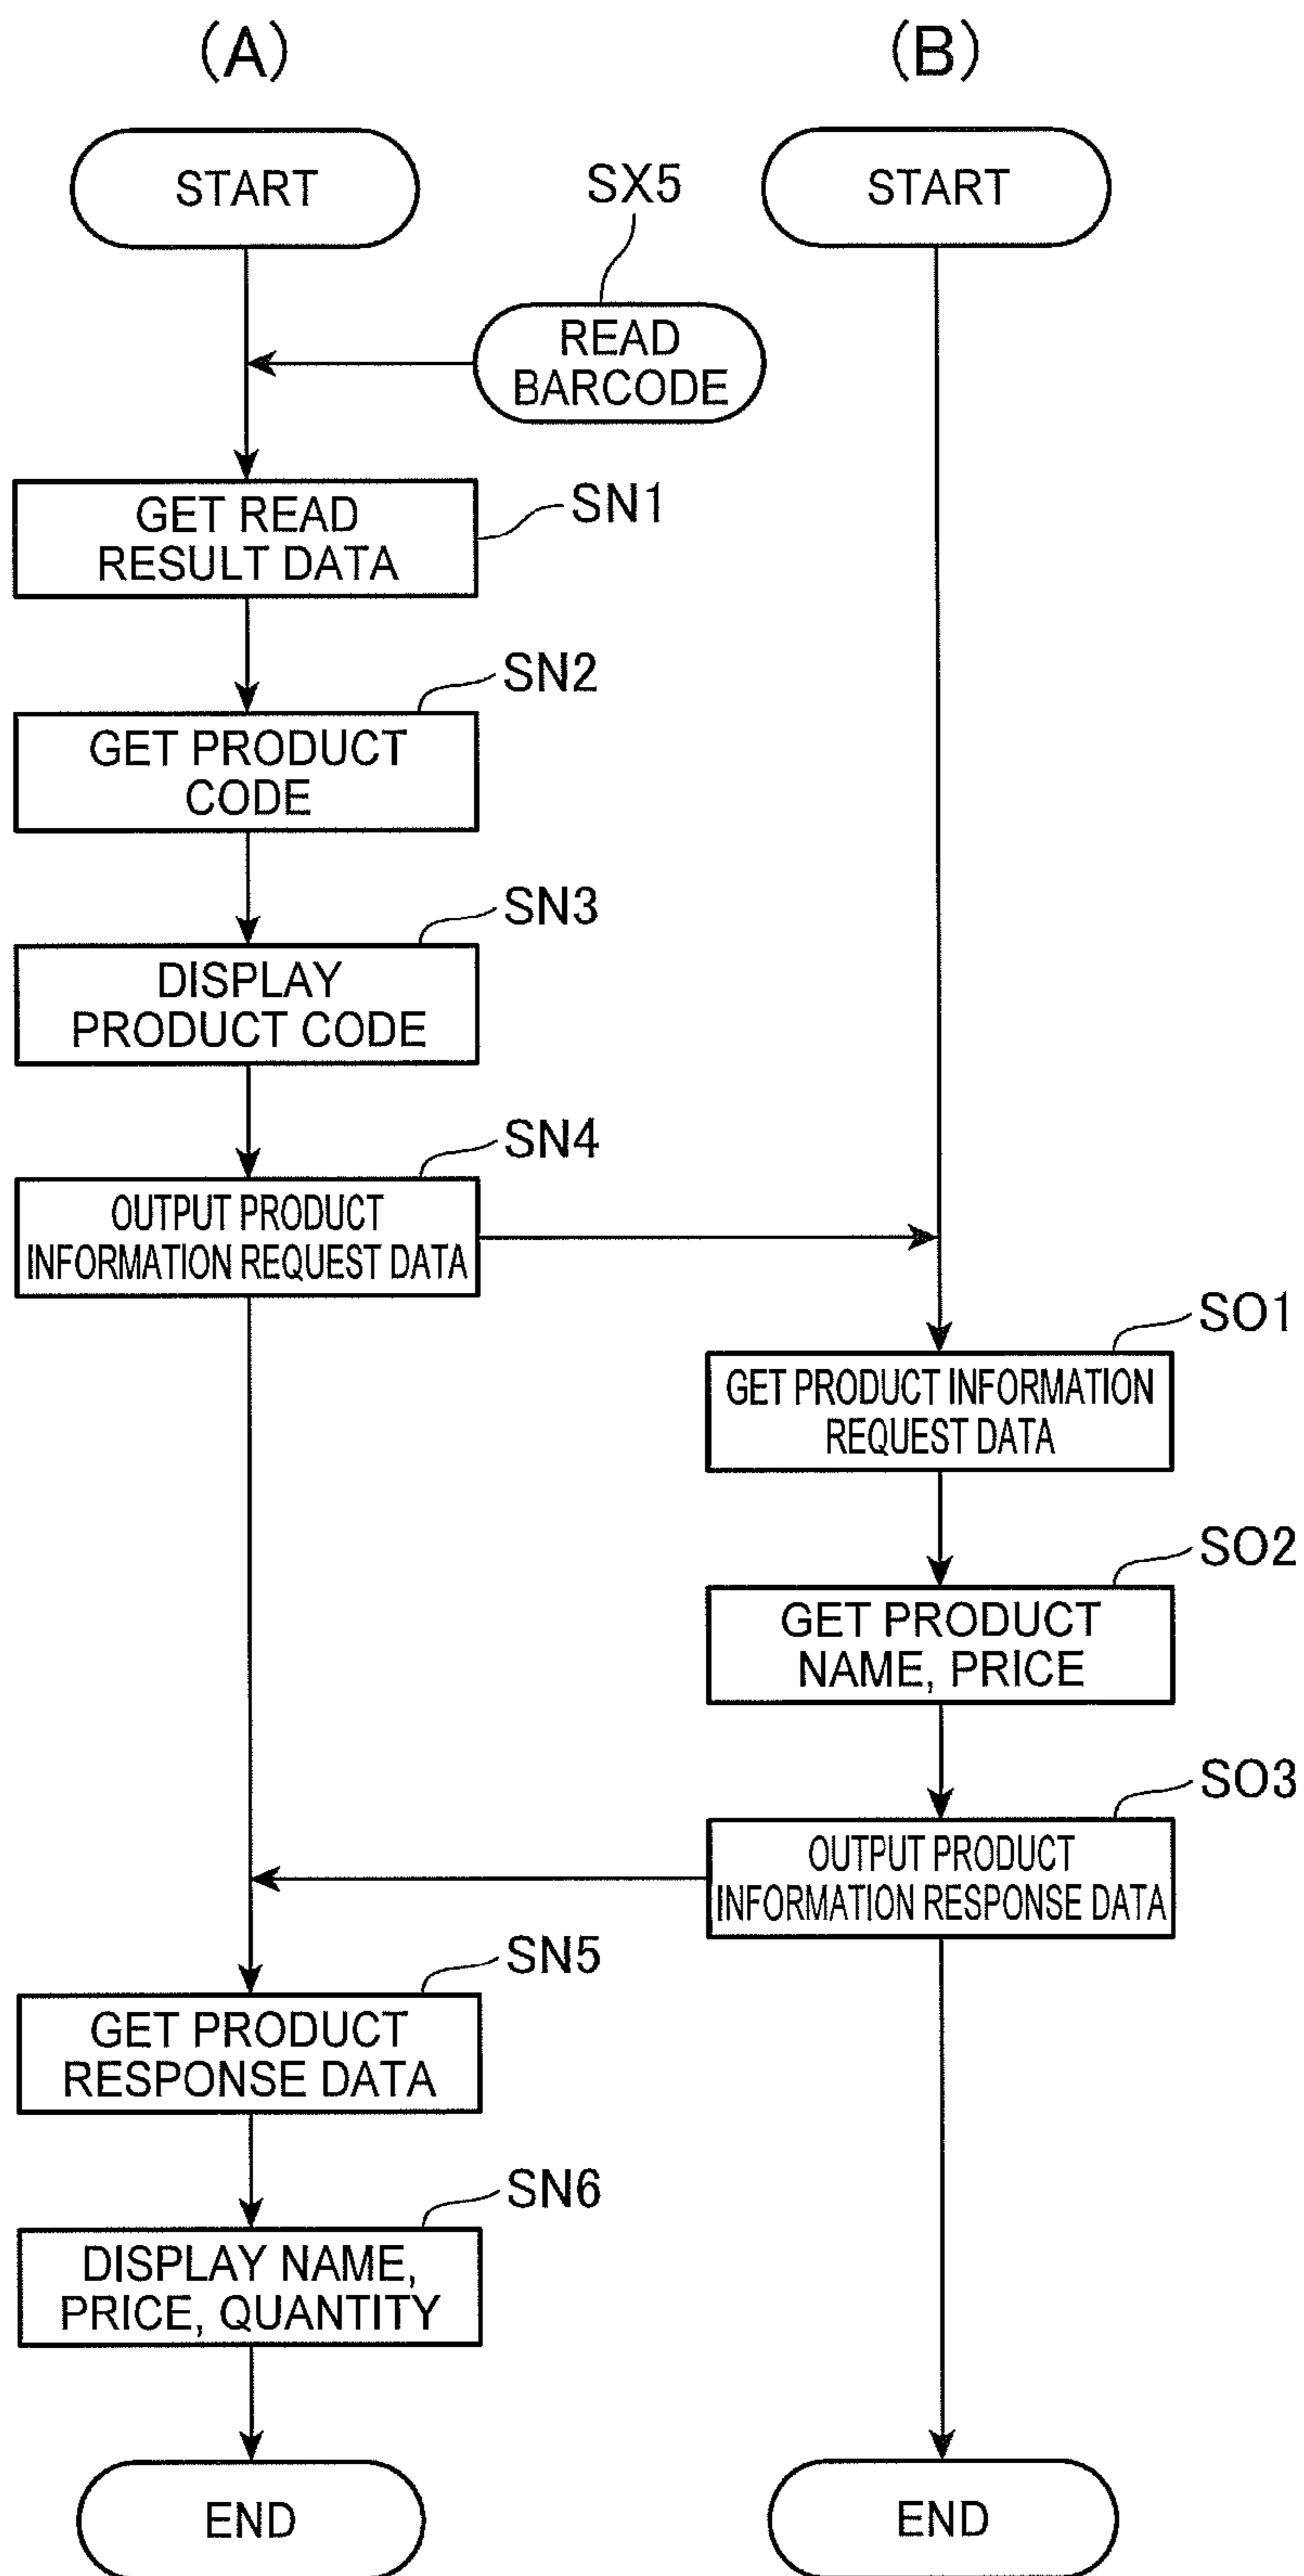 (A)
(B)
START
START
SX5
READ
BARCODE
GET READ
RESULT DATA
SN1
SN2
GET PRODUCT
CODE
SN3
DISPLAY
PRODUCT CODE
SN4
OUTPUT PRODUCT
INFORMATION REQUEST DATA
SO1
GET PRODUCT INFORMATION
REQUEST DATA
SO2
GET PRODUCT
NAME, PRICE
SO3
OUTPUT PRODUCT
INFORMATION RESPONSE DATA
SN5
GET PRODUCT
RESPONSE DATA
SN6
DISPLAY NAME,
PRICE, QUANTITY
END
END